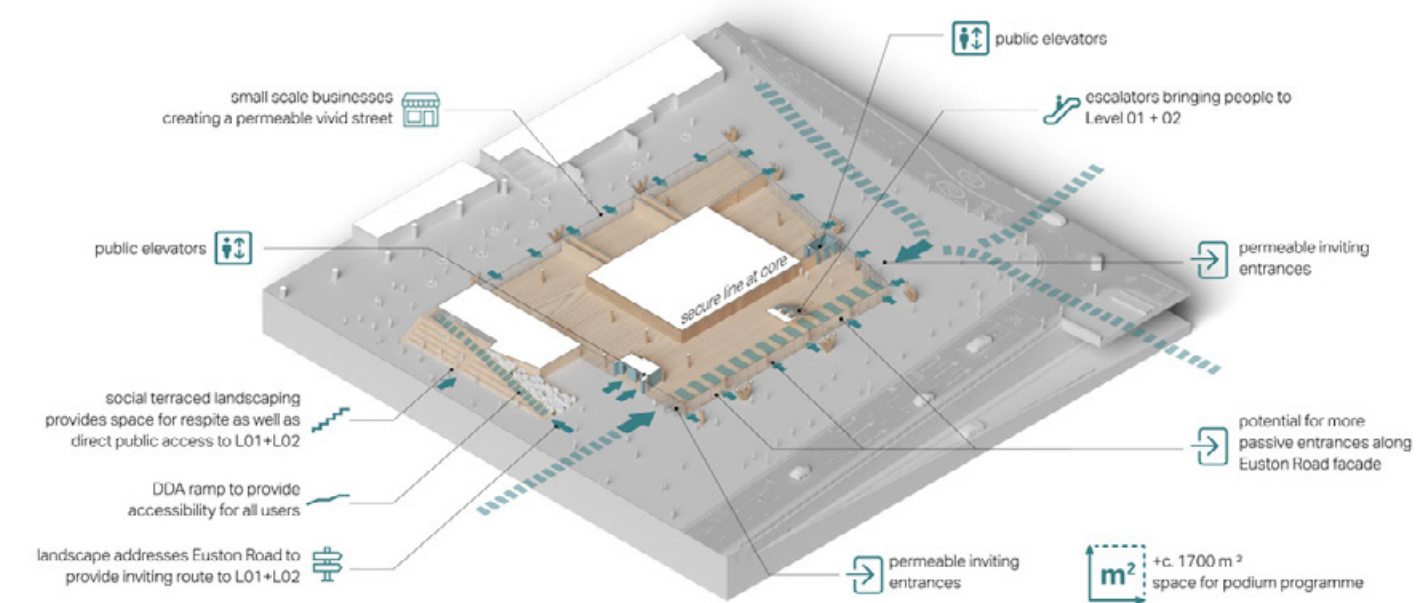 public elevators
small scale businesses
creating a permeable vivid street
escalators bringing people to
Level 01 + 02
public elevators
permeable inviting
entrances
secure line at core
social terraced landscaping
provides space for respite as well as
direct public access to L01+L02
potential for more
passive entrances along
Euston Road facade
DDA ramp to provide
accessibility for all users
landscape addresses Euston Road to
provide inviting route to L01+L02
permeable inviting
entrances
m²
+c. 1700 m ²
space for podium programme